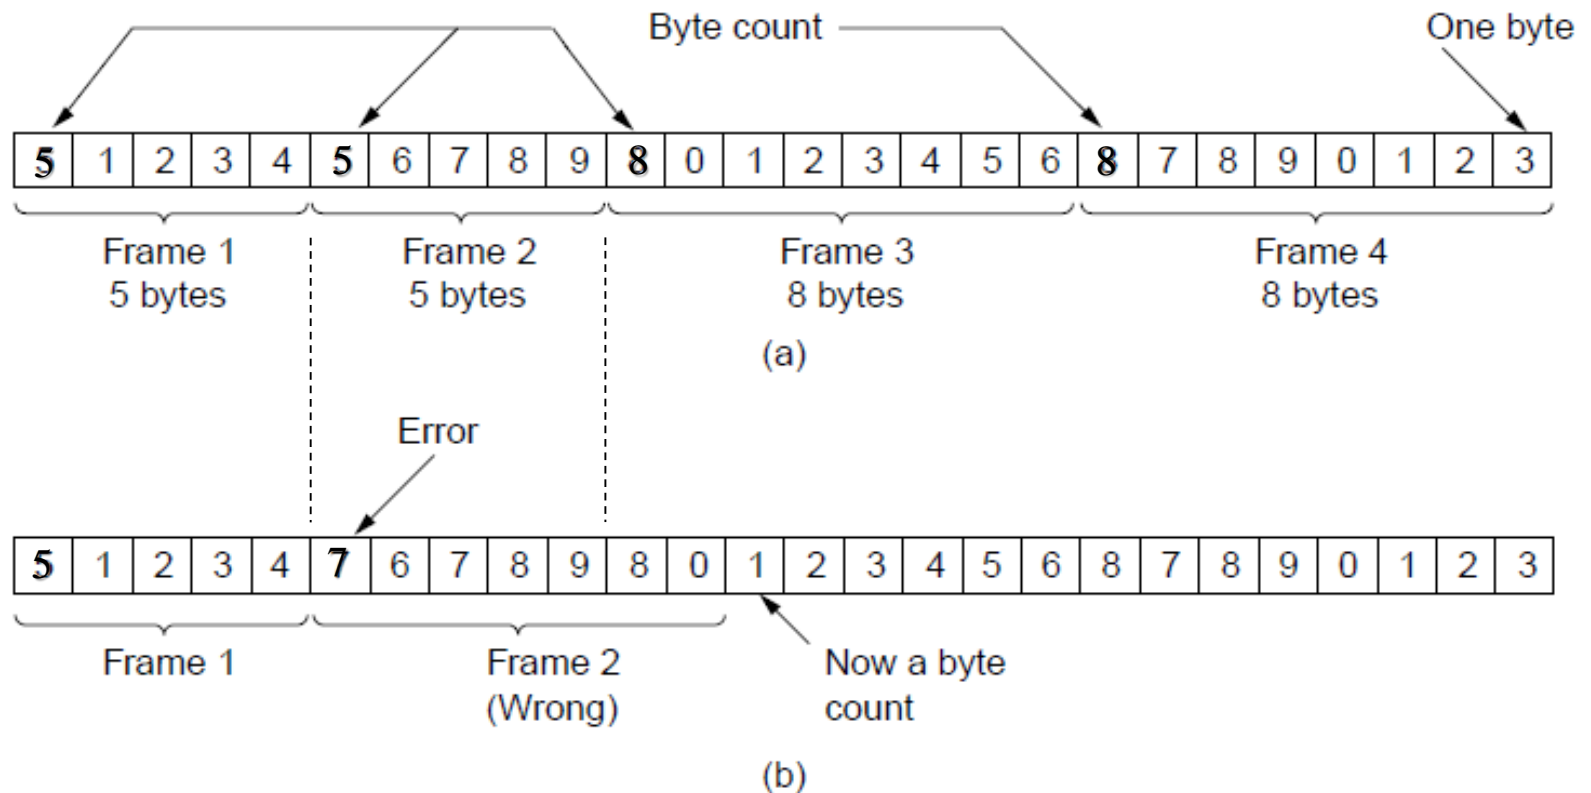 Byte count One byte
5 1 2 3 4 5 6 7 8 9 8 0 1 2 3 4 5 6 8 7 8 9 0 1 2 3
Frame 1 Frame 2 Frame 3 Frame 4
5 bytes 5 bytes 8 bytes 8 bytes
(a)
Error
5 1 2 3 4 7 6 7 8 9 8 0 1 2 3 4 5 6 8 7 8 9 0 1 2 3
Frame 1 Frame 2 Now a byte
(Wrong) count
(b)